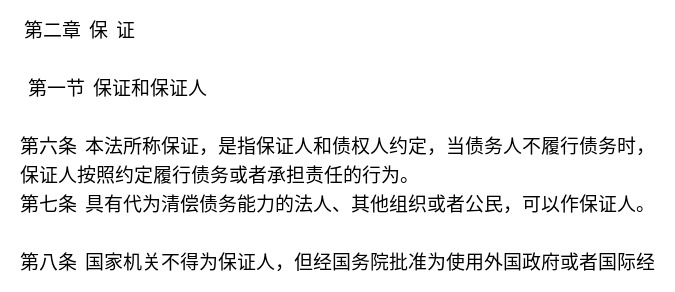 第二章 保 证
第一节 保证和保证人
第六条 本法所称保证，是指保证人和债权人约定，当债务人不履行债务时，
保证人按照约定履行债务或者承担责任的行为。
第七条 具有代为清偿债务能力的法人、其他组织或者公民，可以作保证人。
第八条 国家机关不得为保证人，但经国务院批准为使用外国政府或者国际经